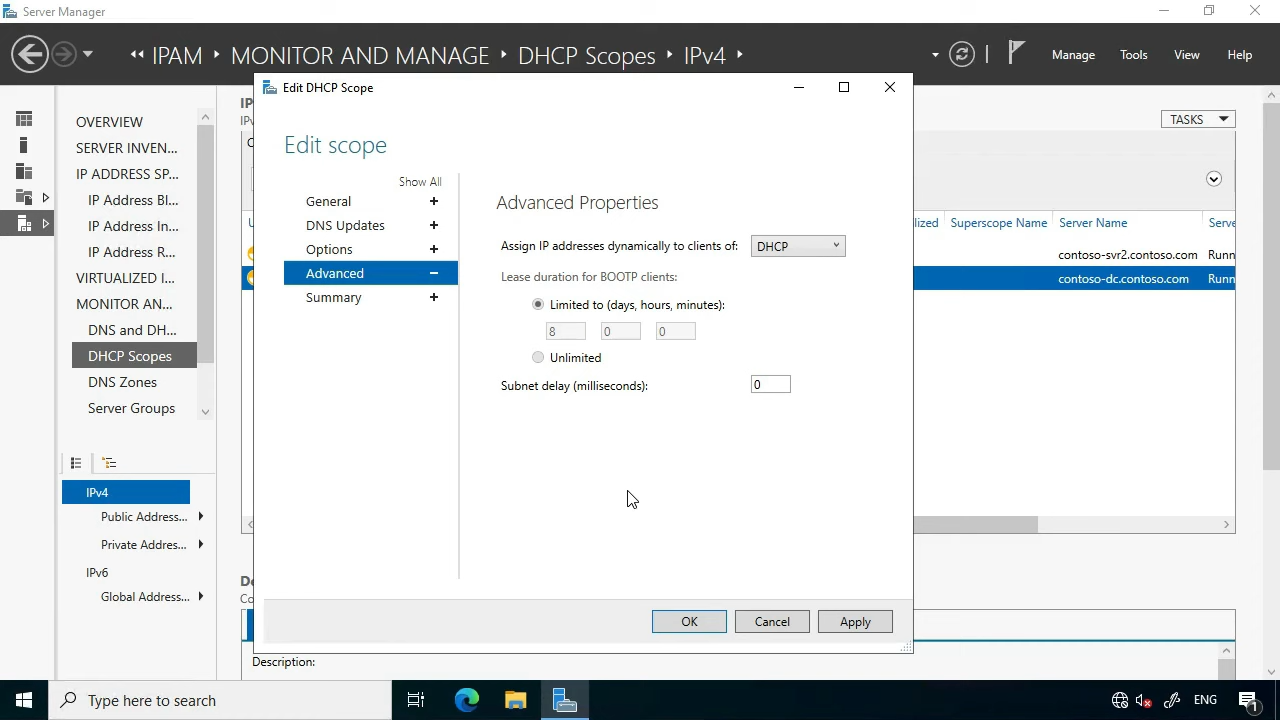 Server Manager
IPAM
MONITOR AND MANAGE
DHCP Scopes
IPv4
Manage
Tools
View
Help
Edit DHCP Scope
Edit scope
Show All
General
DNS Updates
Options
Advanced
Summary
Advanced Properties
Assign IP addresses dynamically to clients of:
DHCP
Lease duration for BOOTP clients:
Limited to (days, hours, minutes):
8 0 0
Unlimited
Subnet delay (milliseconds):
0
OK
Cancel
Apply
OVERVIEW
SERVER INVEN...
IP ADDRESS SP...
IP Address Bl...
IP Address In...
IP Address R...
VIRTUALIZED I...
MONITOR AN...
DNS and DH...
DHCP Scopes
DNS Zones
Server Groups
IPv4
Public Address...
Private Addres...
IPv6
Global Address...
TASKS
Superscope Name
Server Name
contoso-svr2.contoso.com
contoso-dc.contoso.com
Description:
Type here to search
ENG
1